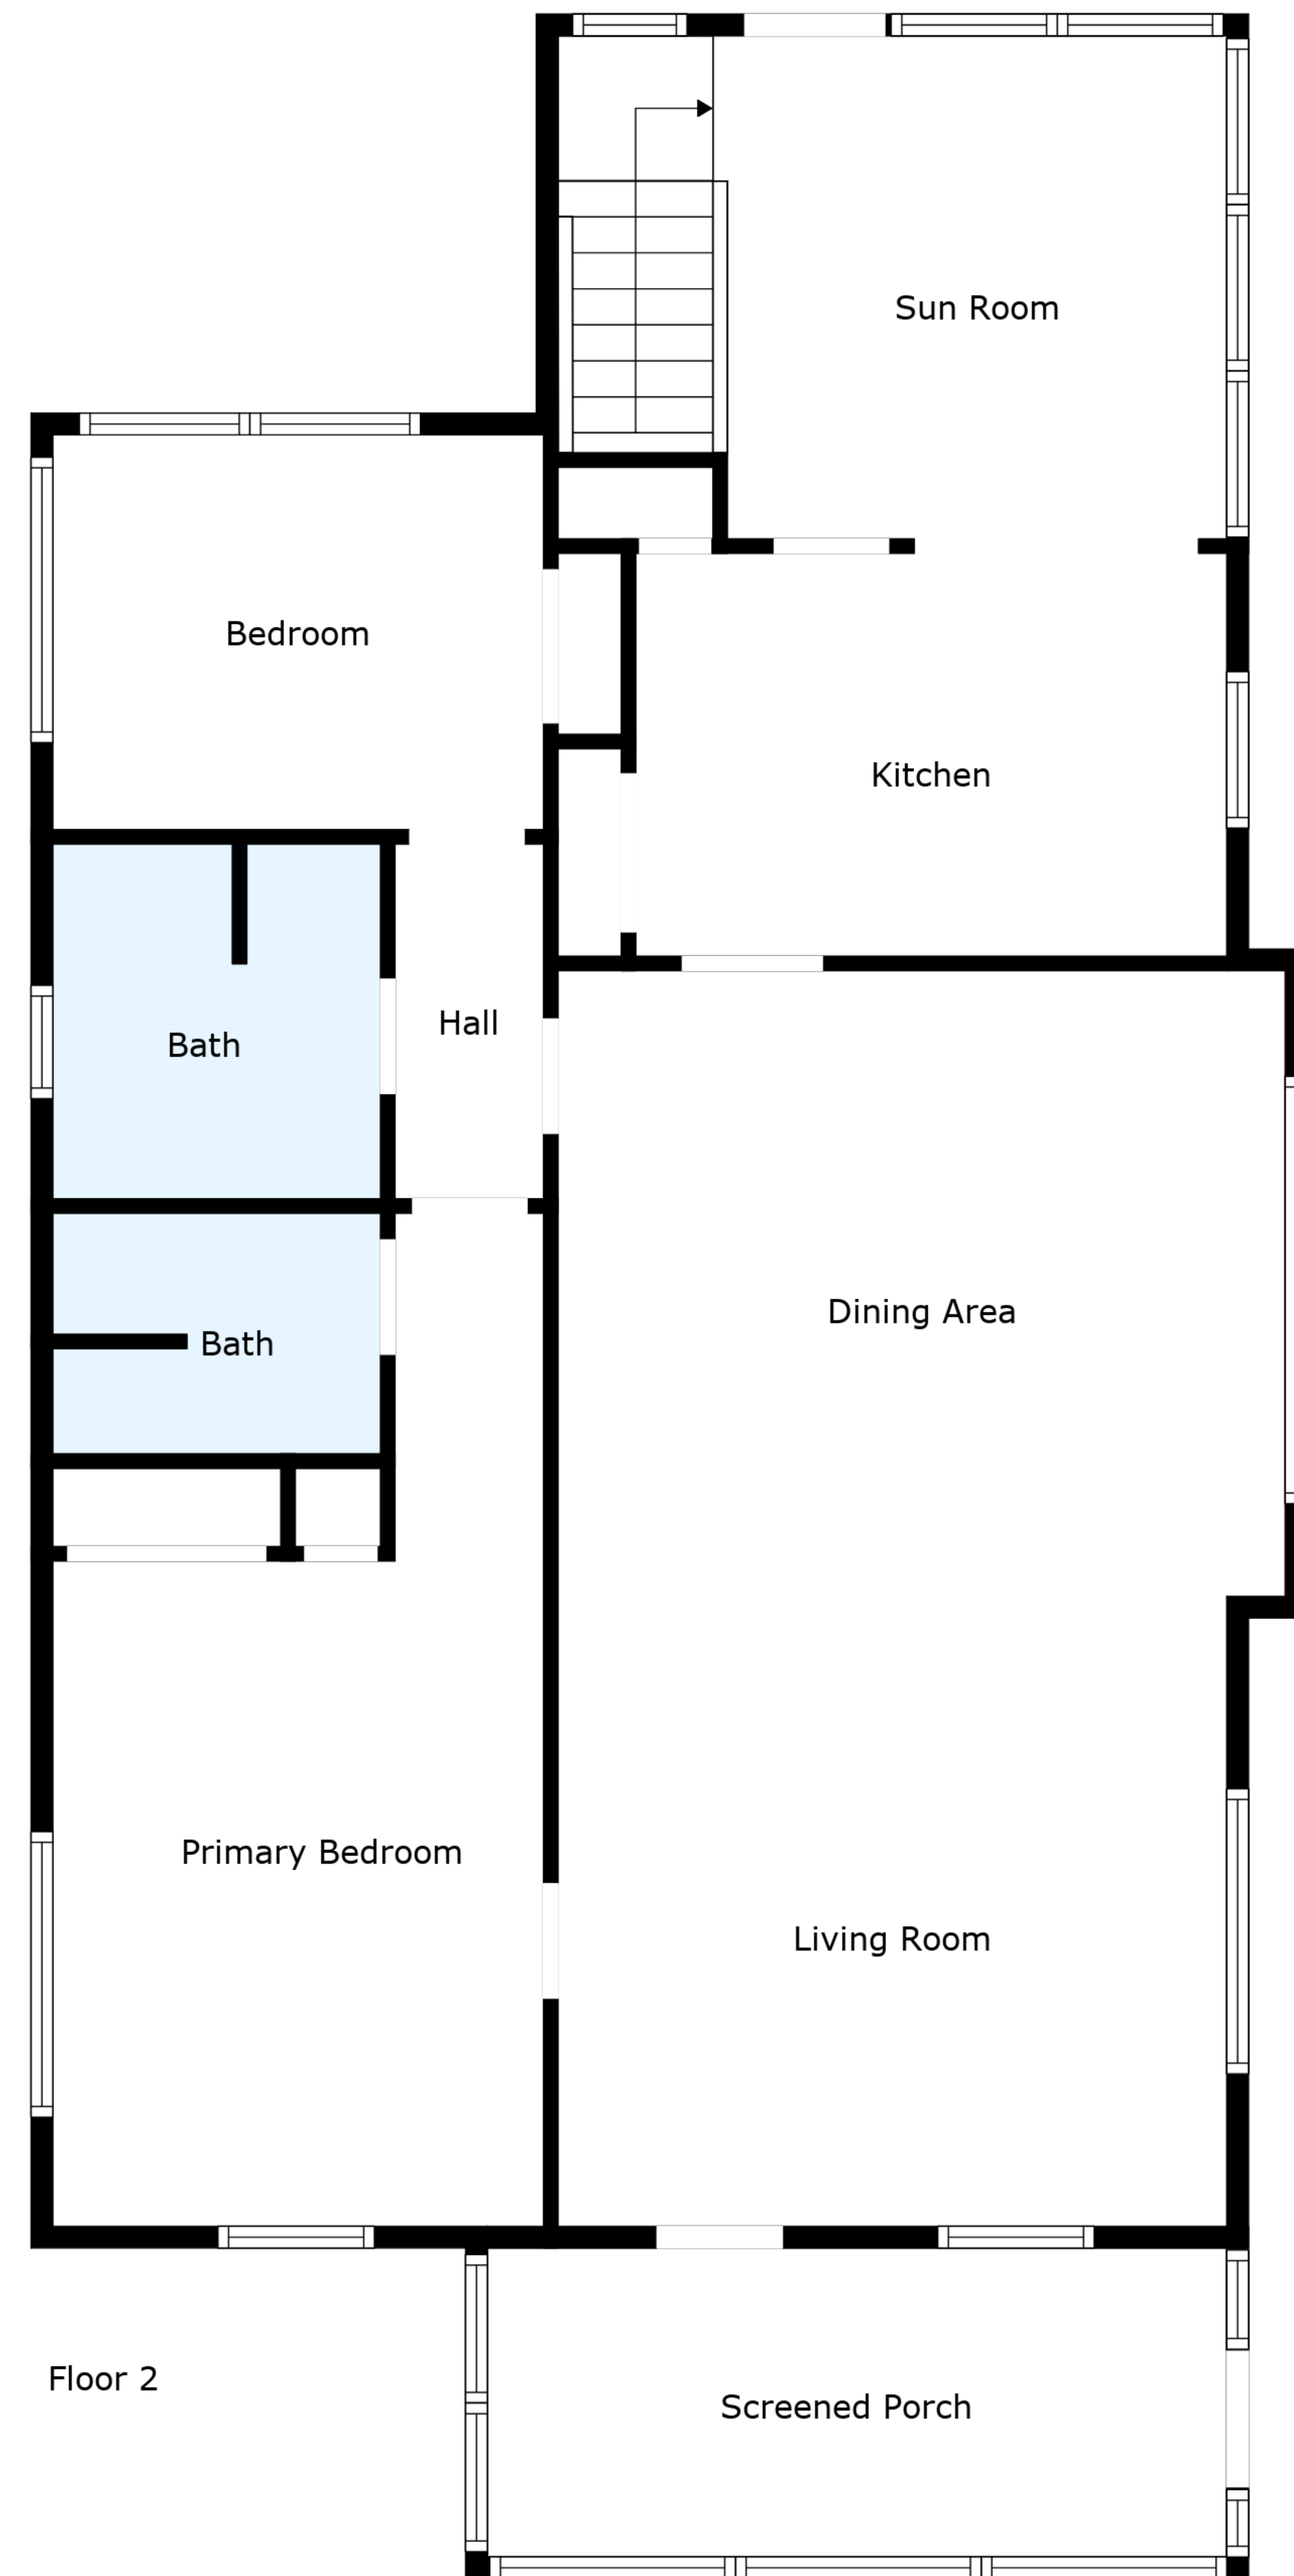 Sun Room
Bedroom
Kitchen
Hall
Bath
Dining Area
Bath
Primary Bedroom
Living Room
Floor 2
Screened Porch